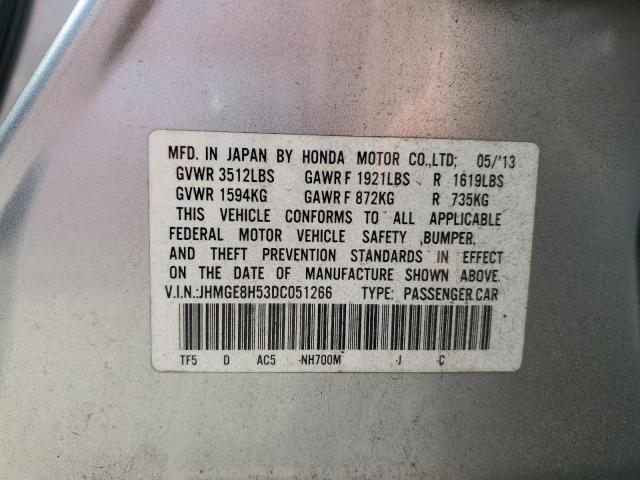 MFD. IN JAPAN BY HONDA MOTOR CO.,LTD; 05/'13
GVWR 3512LBS GAWR F 1921LBS R 1619LBS
GVWR 1594KG GAWR F 872KG R 735KG
THIS VEHICLE CONFORMS TO ALL APPLICABLE
FEDERAL MOTOR VEHICLE SAFETY ,BUMPER,
AND THEFT PREVENTION STANDARDS IN EFFECT
ON THE DATE OF MANUFACTURE SHOWN ABOVE.
V.I.N.:JHMGE8H53DC051266 TYPE: PASSENGER CAR
TF5 D AC5 -NH700M -J C